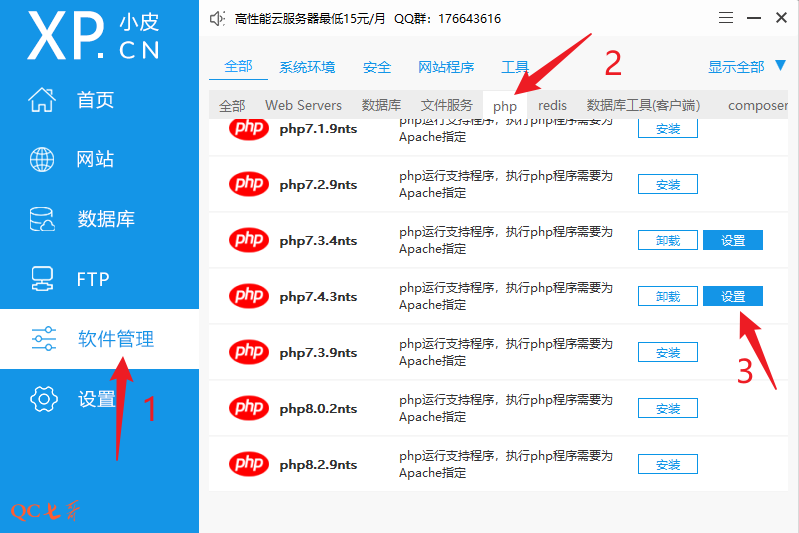 XP.CN 小皮
高性能云服务器最低15元/月 QQ群：176643616
首页
网站
数据库
FTP
软件管理
设置
1
QC七哥
全部 系统环境 安全 网站程序 工具 显示全部
2
全部 Web Servers 数据库 文件服务 php redis 数据库工具(客户端) composer
php php7.1.9nts php运行支持程序，执行php程序需要为 安装
Apache指定
php php7.2.9nts php运行支持程序，执行php程序需要为 安装
Apache指定
php php7.3.4nts php运行支持程序，执行php程序需要为 卸载 设置
Apache指定
php php7.4.3nts php运行支持程序，执行php程序需要为 卸载 设置
Apache指定
3
php php7.3.9nts php运行支持程序，执行php程序需要为 安装
Apache指定
php php8.0.2nts php运行支持程序，执行php程序需要为 安装
Apache指定
php php8.2.9nts php运行支持程序，执行php程序需要为 安装
Apache指定